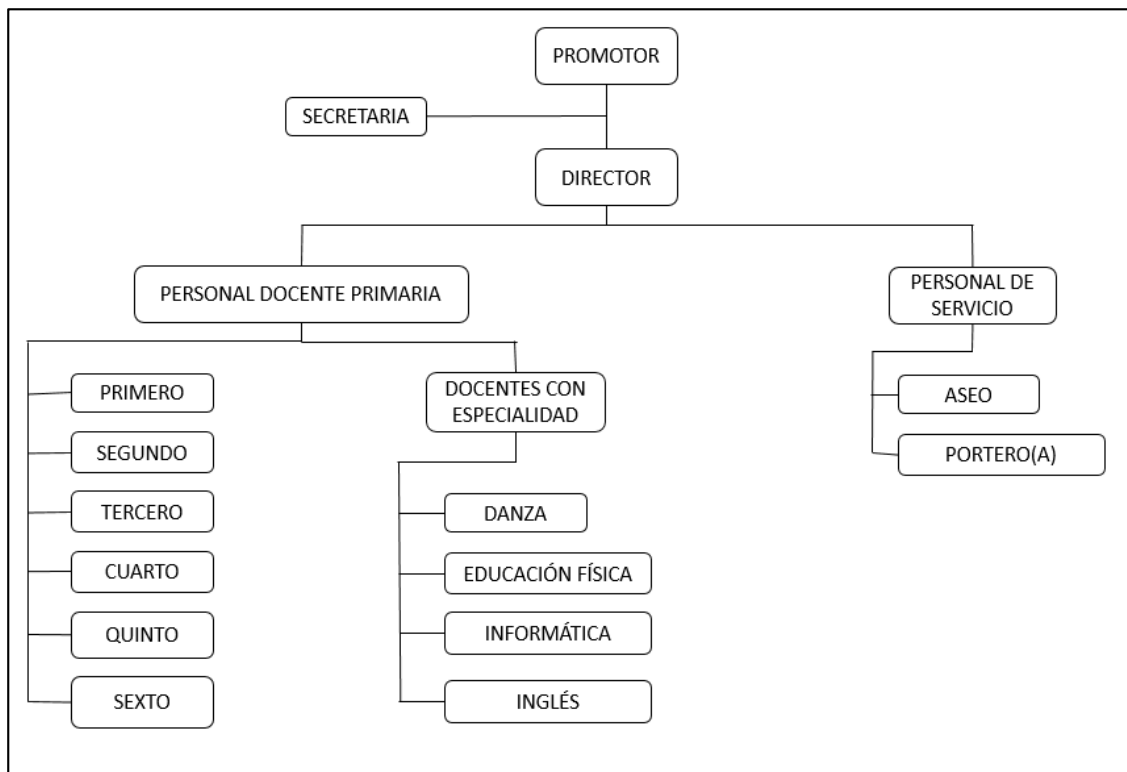 PROMOTOR
SECRETARIA
DIRECTOR
PERSONAL DOCENTE PRIMARIA
PERSONAL DE
SERVICIO
PRIMERO
SEGUNDO
TERCERO
CUARTO
QUINTO
SEXTO
DOCENTES CON
ESPECIALIDAD
DANZA
EDUCACIÓN FÍSICA
INFORMÁTICA
INGLÉS
ASEO
PORTERO(A)